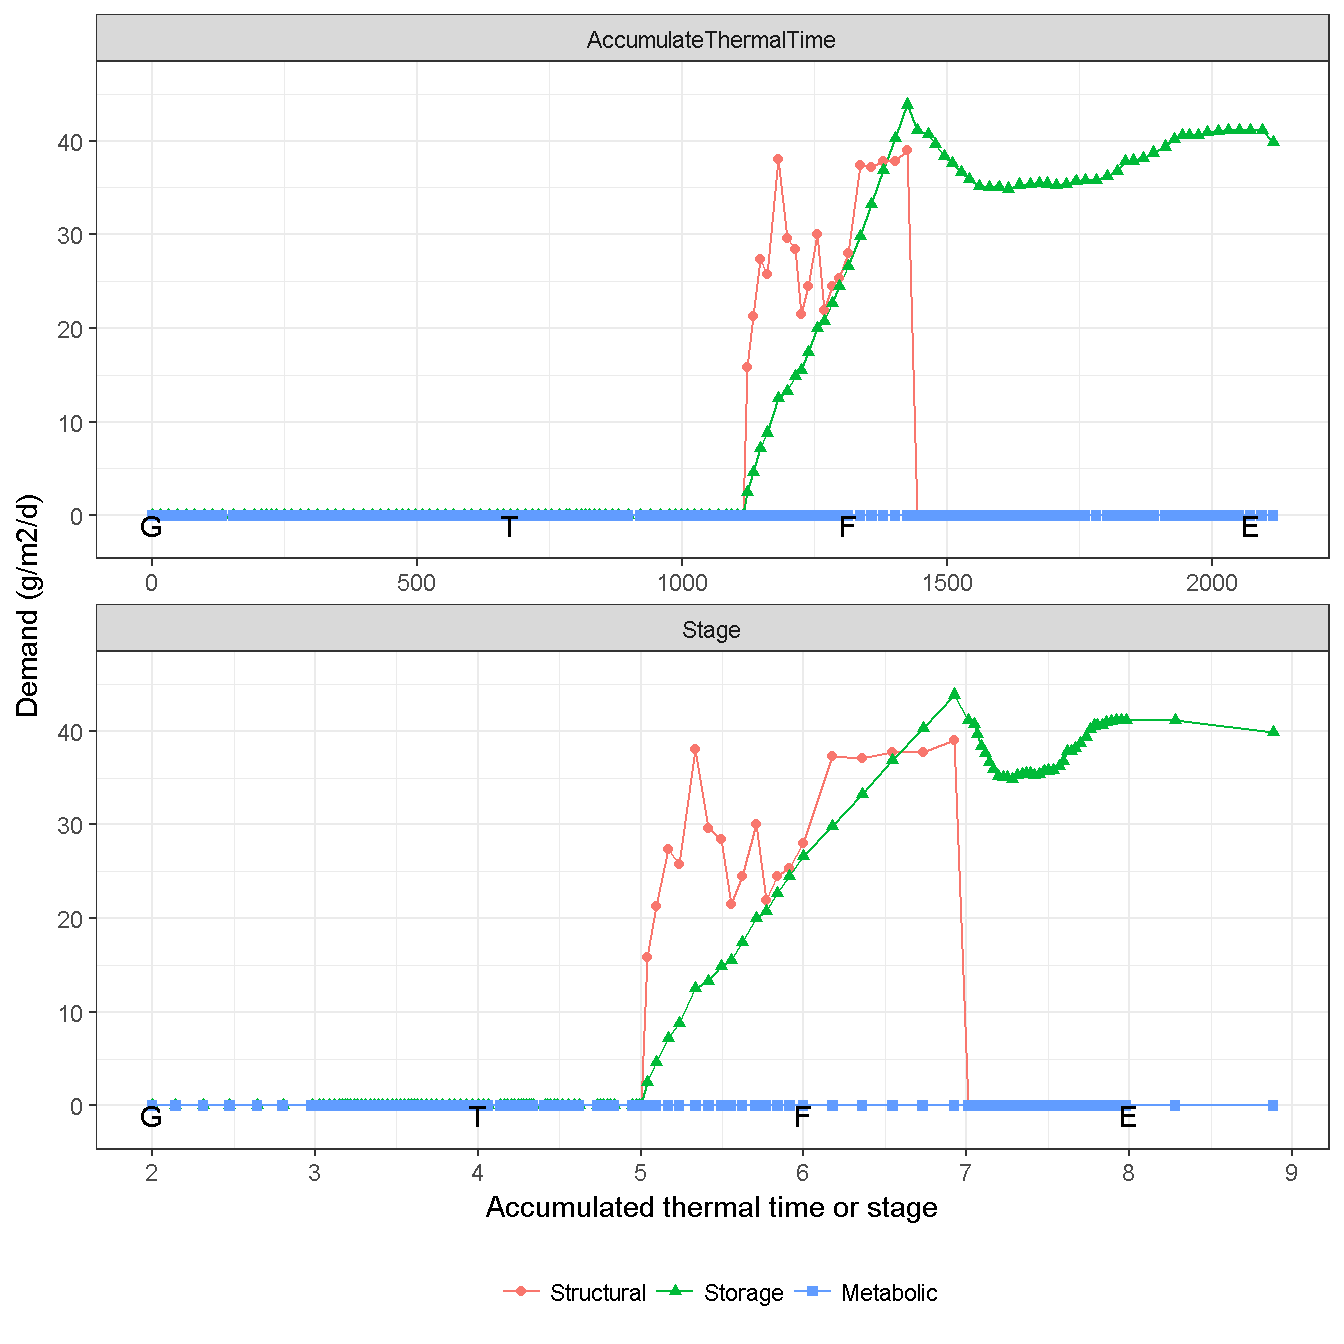 AccumulateThermalTime
40
30
20
10
0
G T F E
0 500 1000 1500 2000
Demand (g/m2/d)
Stage
40
30
20
10
0
G T F E
2 3 4 5 6 7 8 9
Accumulated thermal time or stage
Structural Storage Metabolic